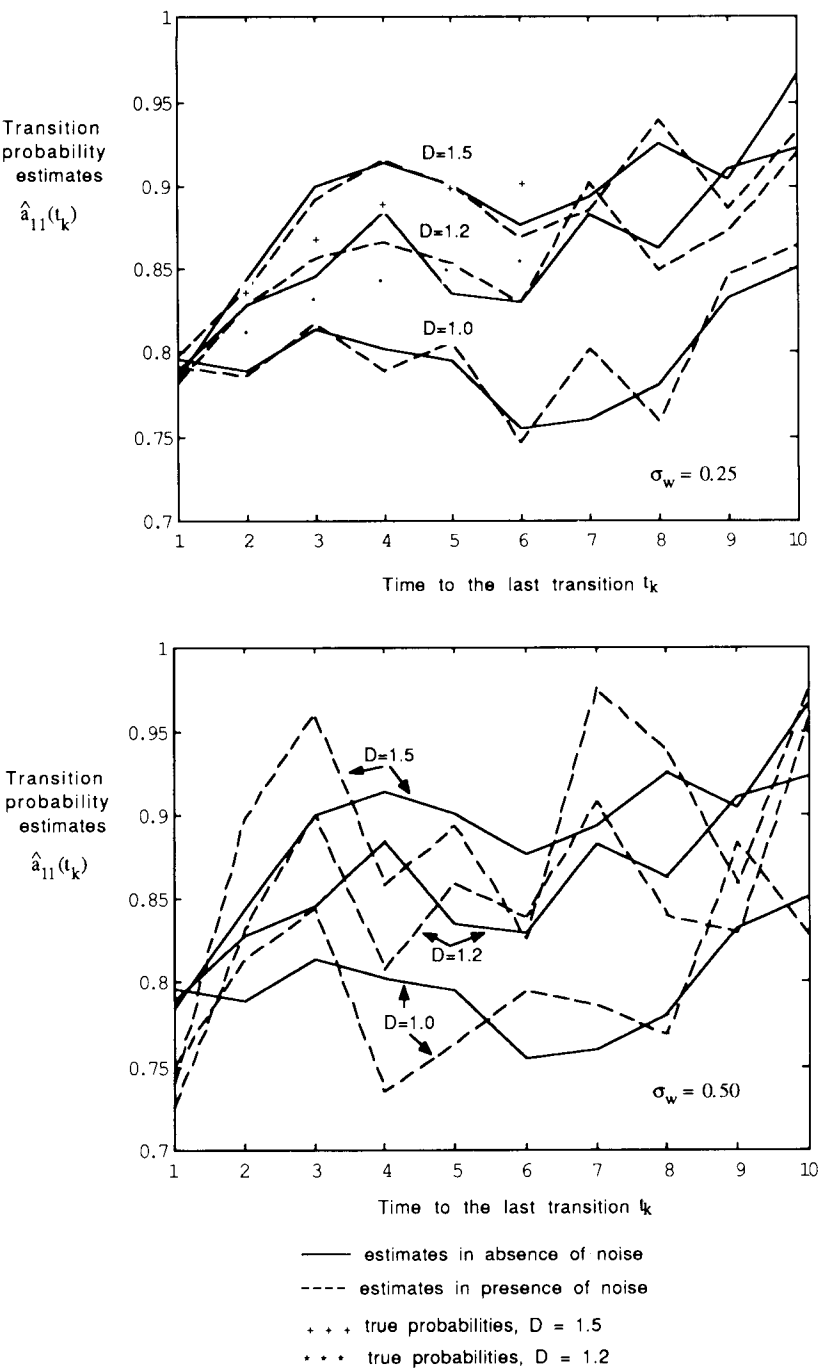 1
0.95
Transition
probability
estimates
â₁₁(tₖ)
0.9
0.85
0.8
0.75
0.7
D=1.5
D=1.2
D=1.0
σw = 0.25
1 2 3 4 5 6 7 8 9 10
Time to the last transition tₖ
1
0.95
Transition
probability
estimates
â₁₁(tₖ)
0.9
0.85
0.8
0.75
0.7
D=1.5
D=1.2
D=1.0
σw = 0.50
1 2 3 4 5 6 7 8 9 10
Time to the last transition tₖ
estimates in absence of noise
estimates in presence of noise
+ + + true probabilities, D = 1.5
* * * true probabilities, D = 1.2